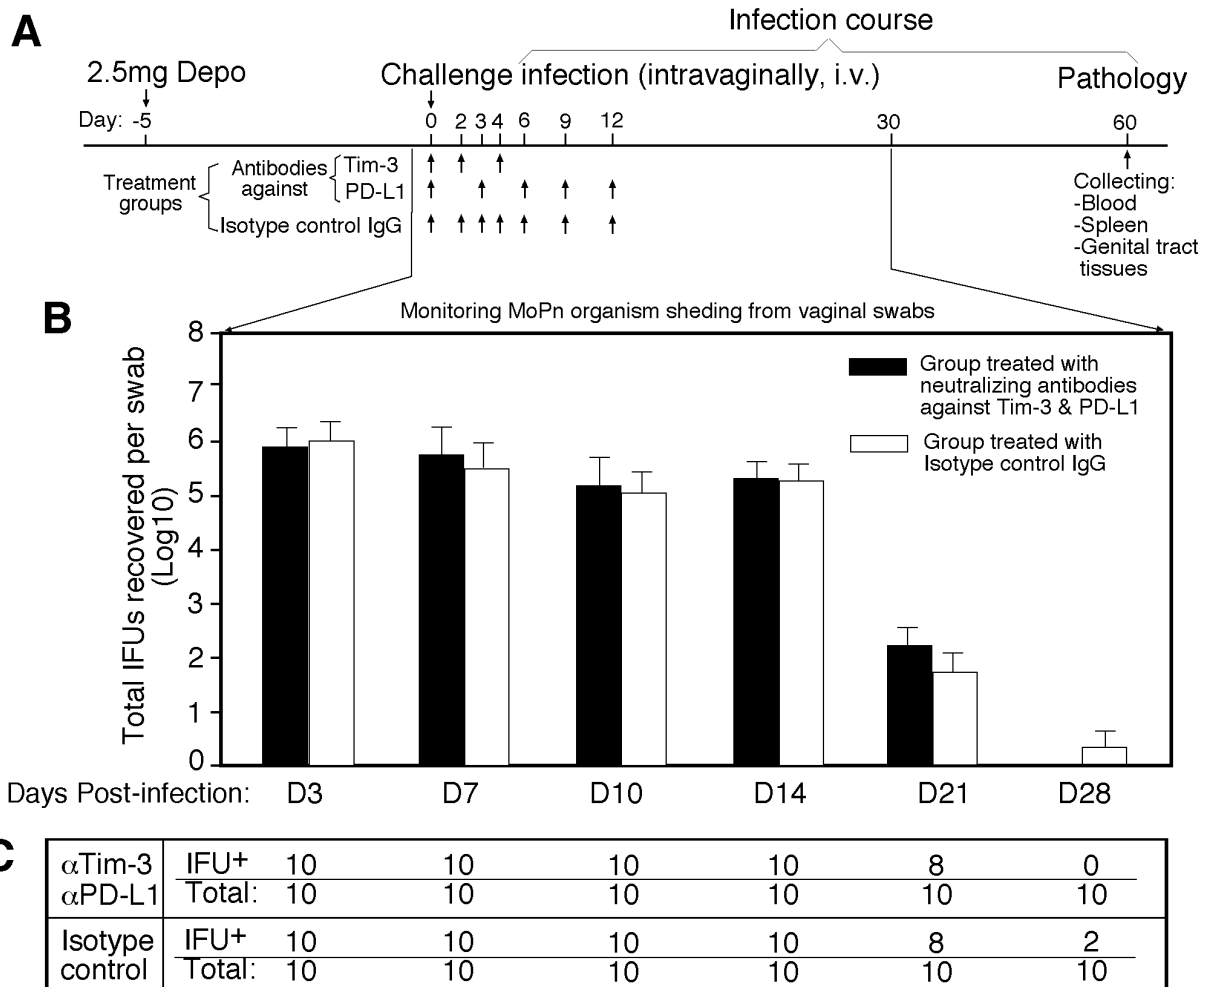 A
Infection course
2.5mg Depo
Challenge infection (intravaginally, i.v.)
Pathology
Day: -5 0 2 3 4 6 9 12 30 60
Treatment
groups
Antibodies
against
Tim-3
PD-L1
Isotype control IgG
Collecting:
-Blood
-Spleen
-Genital tract
tissues
B
Monitoring MoPn organism sheding from vaginal swabs
Total IFUs recovered per swab
(Log10)
8
7
6
5
4
3
2
1
0
Group treated with
neutralizing antibodies
against Tim-3 & PD-L1
Group treated with
Isotype control IgG
Days Post-infection: D3 D7 D10 D14 D21 D28
C
αTim-3 IFU+ 10 10 10 10 8 0
αPD-L1 Total: 10 10 10 10 10 10
Isotype IFU+ 10 10 10 10 8 2
control Total: 10 10 10 10 10 10